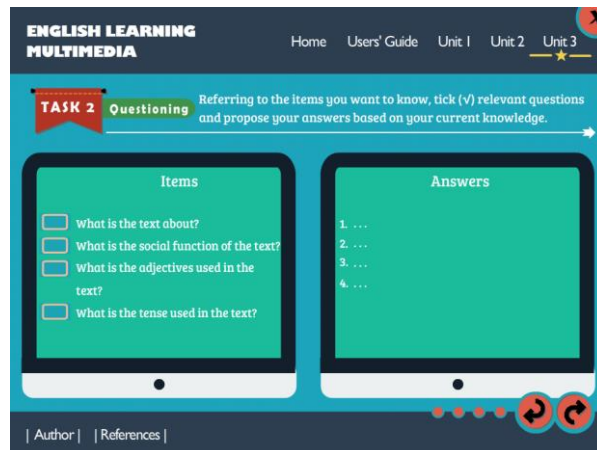 ENGLISH LEARNING
MULTIMEDIA
Home Users' Guide Unit 1 Unit 2 Unit 3
TASK 2 Questioning
Referring to the items you want to know, tick (√) relevant questions
and propose your answers based on your current knowledge.
Items
What is the text about?
What is the social function of the text?
What is the adjectives used in the
text?
What is the tense used in the text?
Answers
1. ...
2. ...
3. ...
4. ...
| Author | | References |